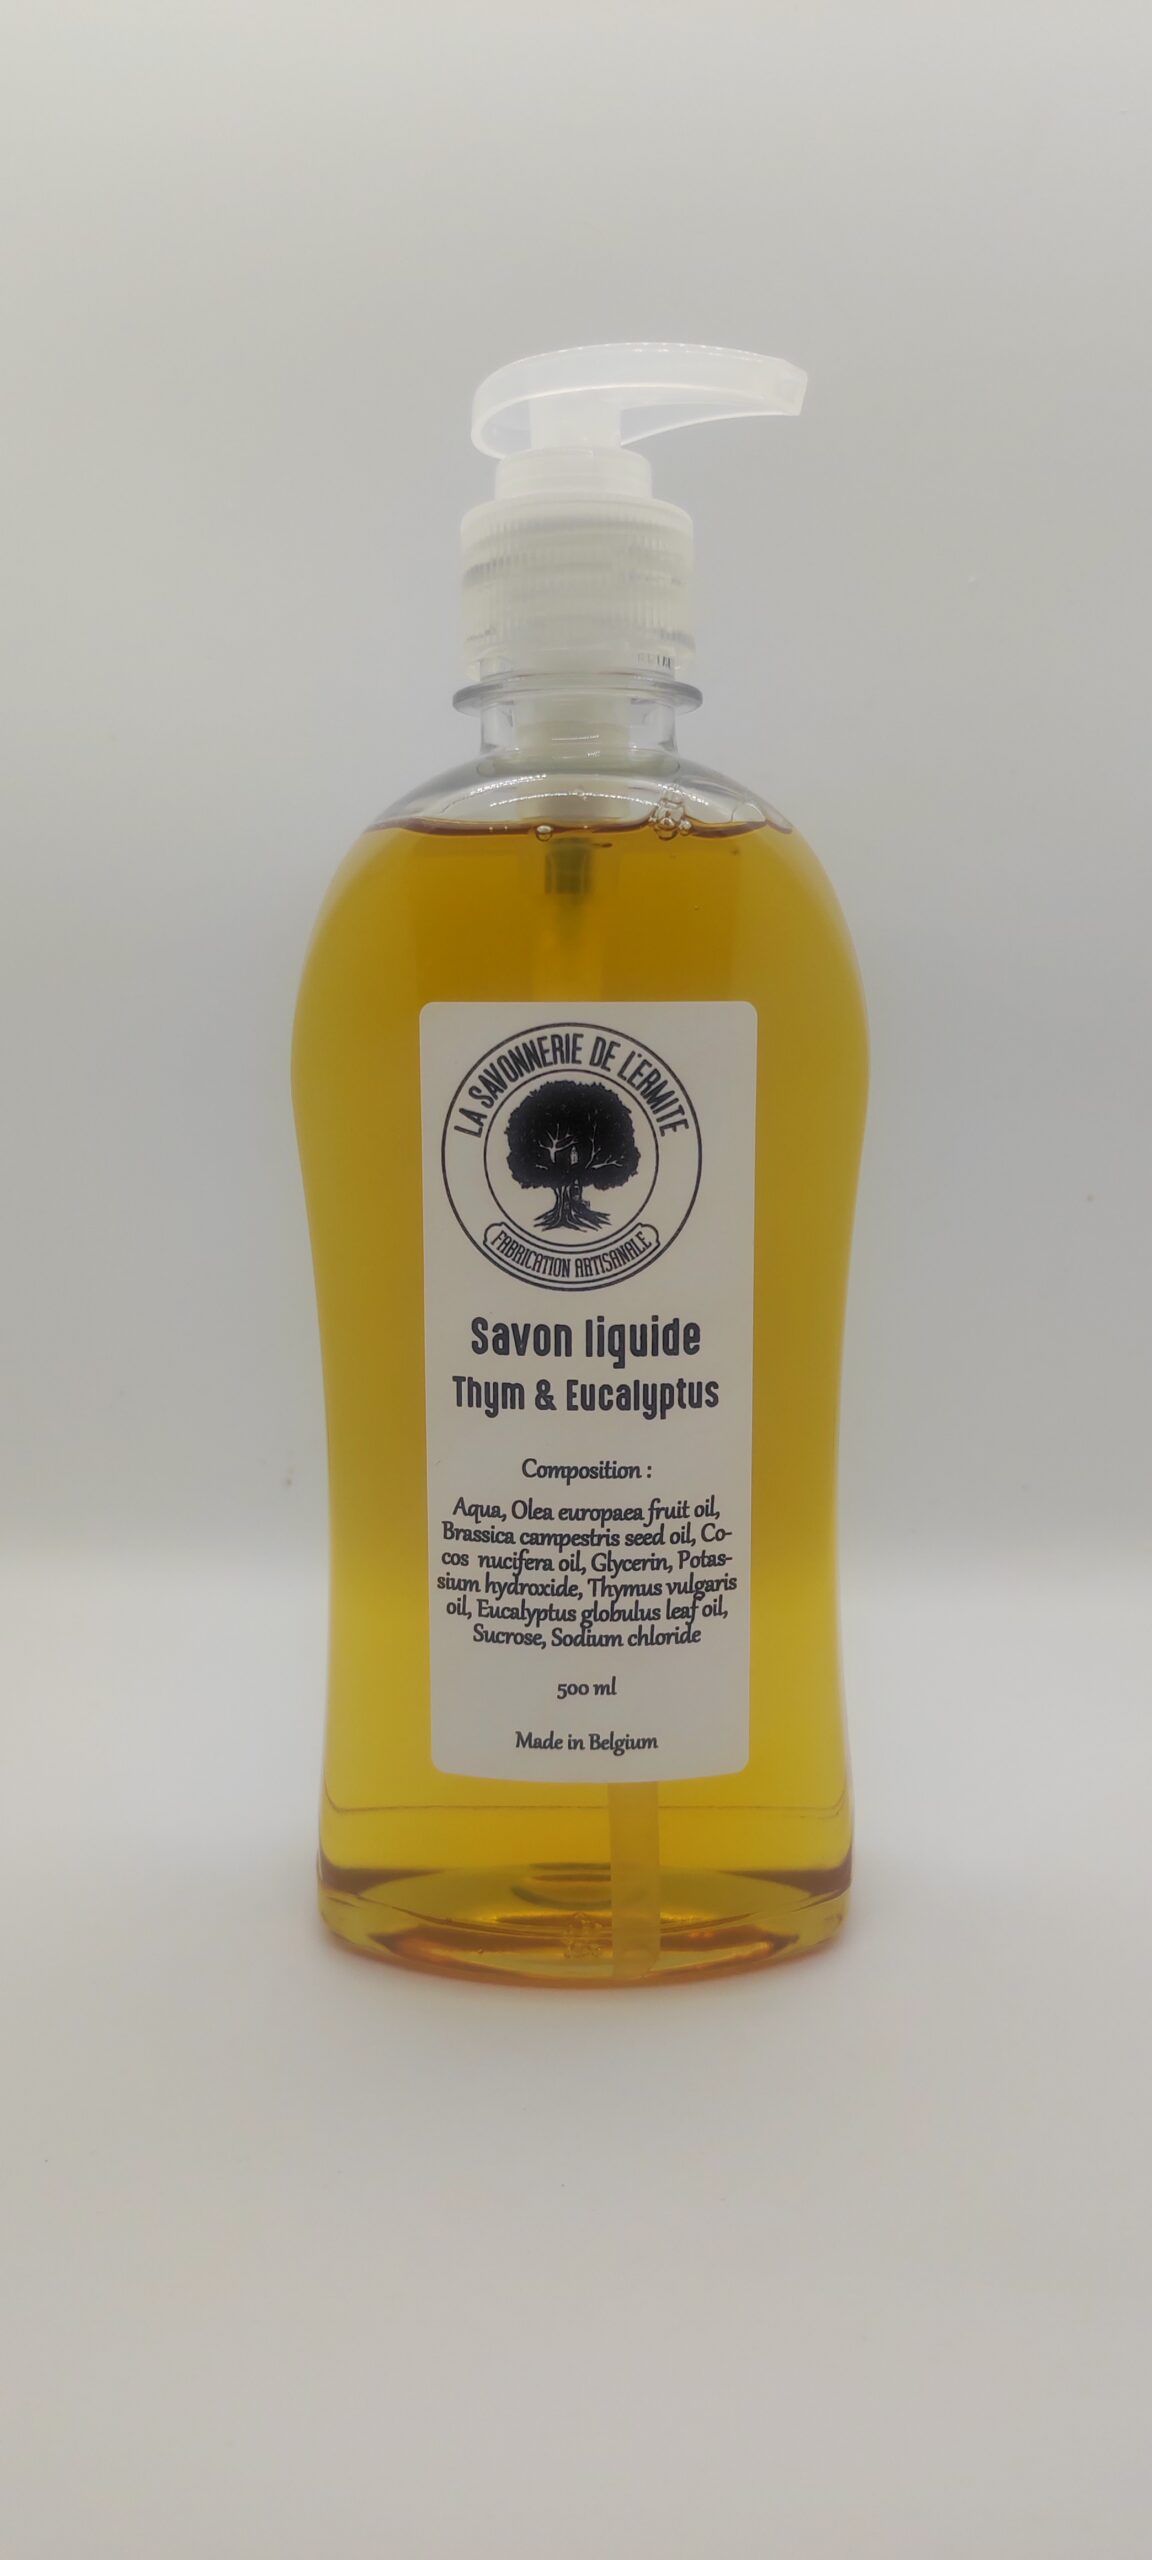 LA SAVONNERIE DE L'ERMITE
FABRICATION ARTISANALE
Savon liquide
Thym & Eucalyptus
Composition :
Aqua, Olea europaea fruit oil,
Brassica campestris seed oil, Co-
cos nucifera oil, Glycerin, Potas-
sium hydroxide, Thymus vulgaris
oil, Eucalyptus globulus leaf oil,
Sucrose, Sodium chloride
500 ml
Made in Belgium